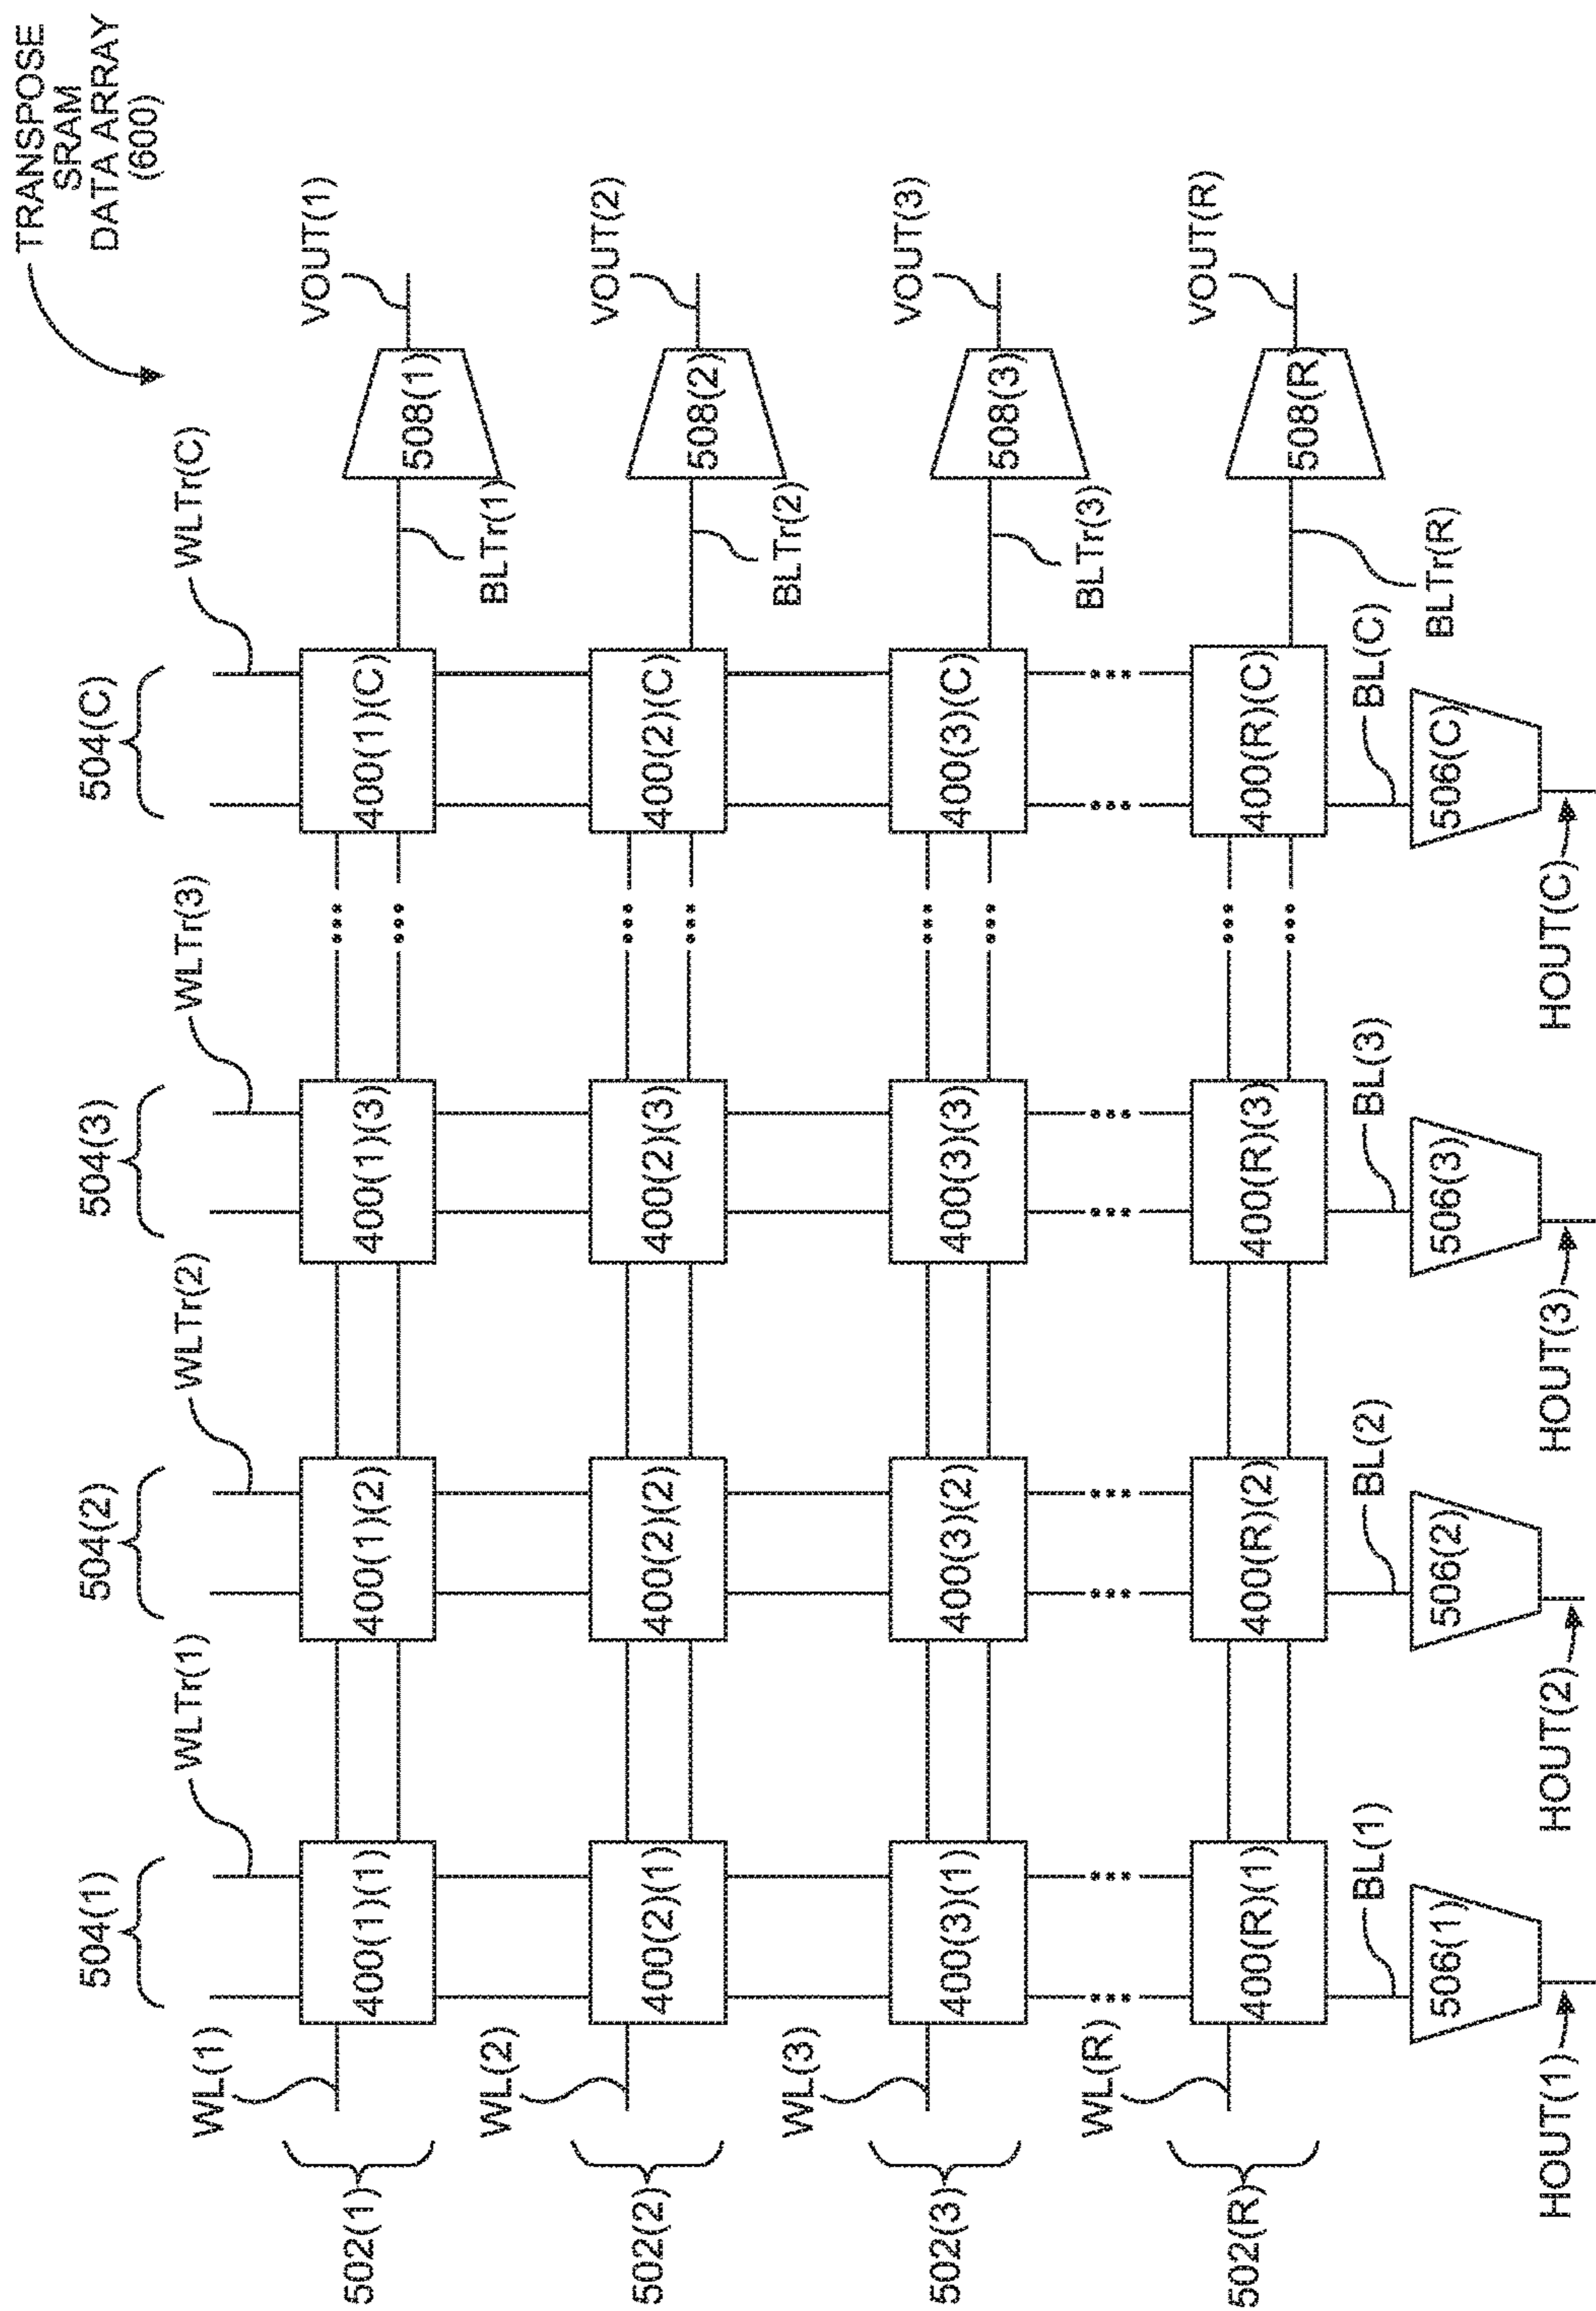 TRANSPOSE
SRAM
DATA ARRAY
(600)
504(1)
504(2)
504(3)
504(C)
WLTr(1)
WLTr(2)
WLTr(3)
WLTr(C)
WL(1)
502(1)
400(1)(1)
400(1)(2)
400(1)(3)
400(1)(C)
BLTr(1)
508(1)
VOUT(1)
WL(2)
502(2)
400(2)(1)
400(2)(2)
400(2)(3)
400(2)(C)
BLTr(2)
508(2)
VOUT(2)
WL(3)
502(3)
400(3)(1)
400(3)(2)
400(3)(3)
400(3)(C)
BLTr(3)
508(3)
VOUT(3)
WL(R)
502(R)
400(R)(1)
400(R)(2)
400(R)(3)
400(R)(C)
BLTr(R)
508(R)
VOUT(R)
BL(1)
BL(2)
BL(3)
BL(C)
506(1)
506(2)
506(3)
506(C)
HOUT(1)
HOUT(2)
HOUT(3)
HOUT(C)